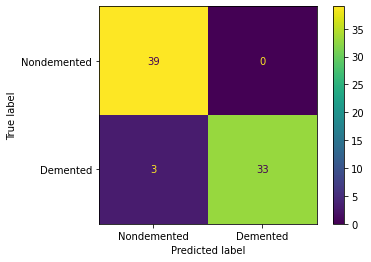 Nondemented
39
0
Demented
3
33
Nondemented
Demented
Predicted label
True label
35
30
25
20
15
10
5
0